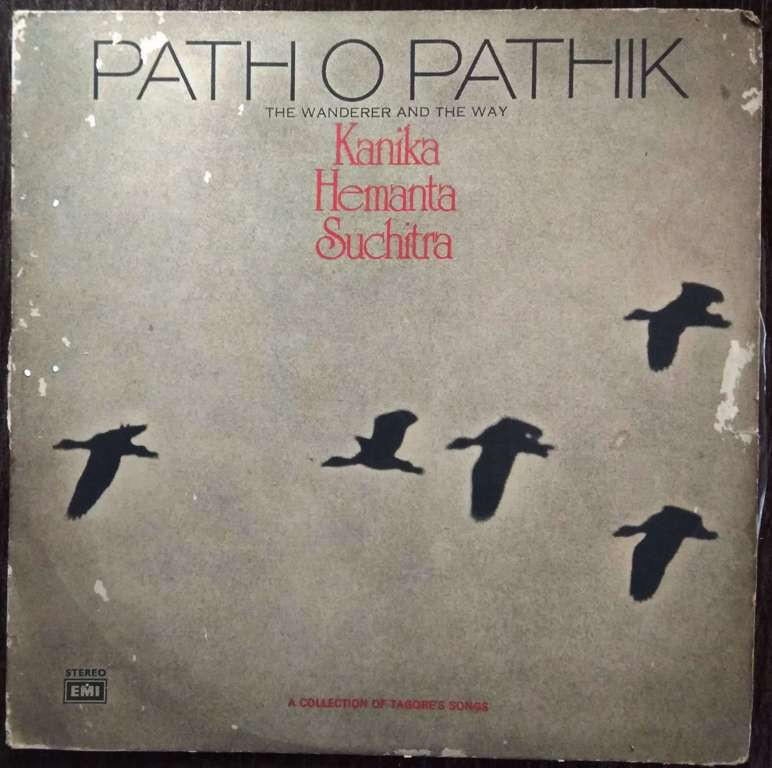 PATH O PATHIK
THE WANDERER AND THE WAY
Kanika
Hemanta
Suchitra
STEREO
EMI
A COLLECTION OF TAGORE'S SONGS